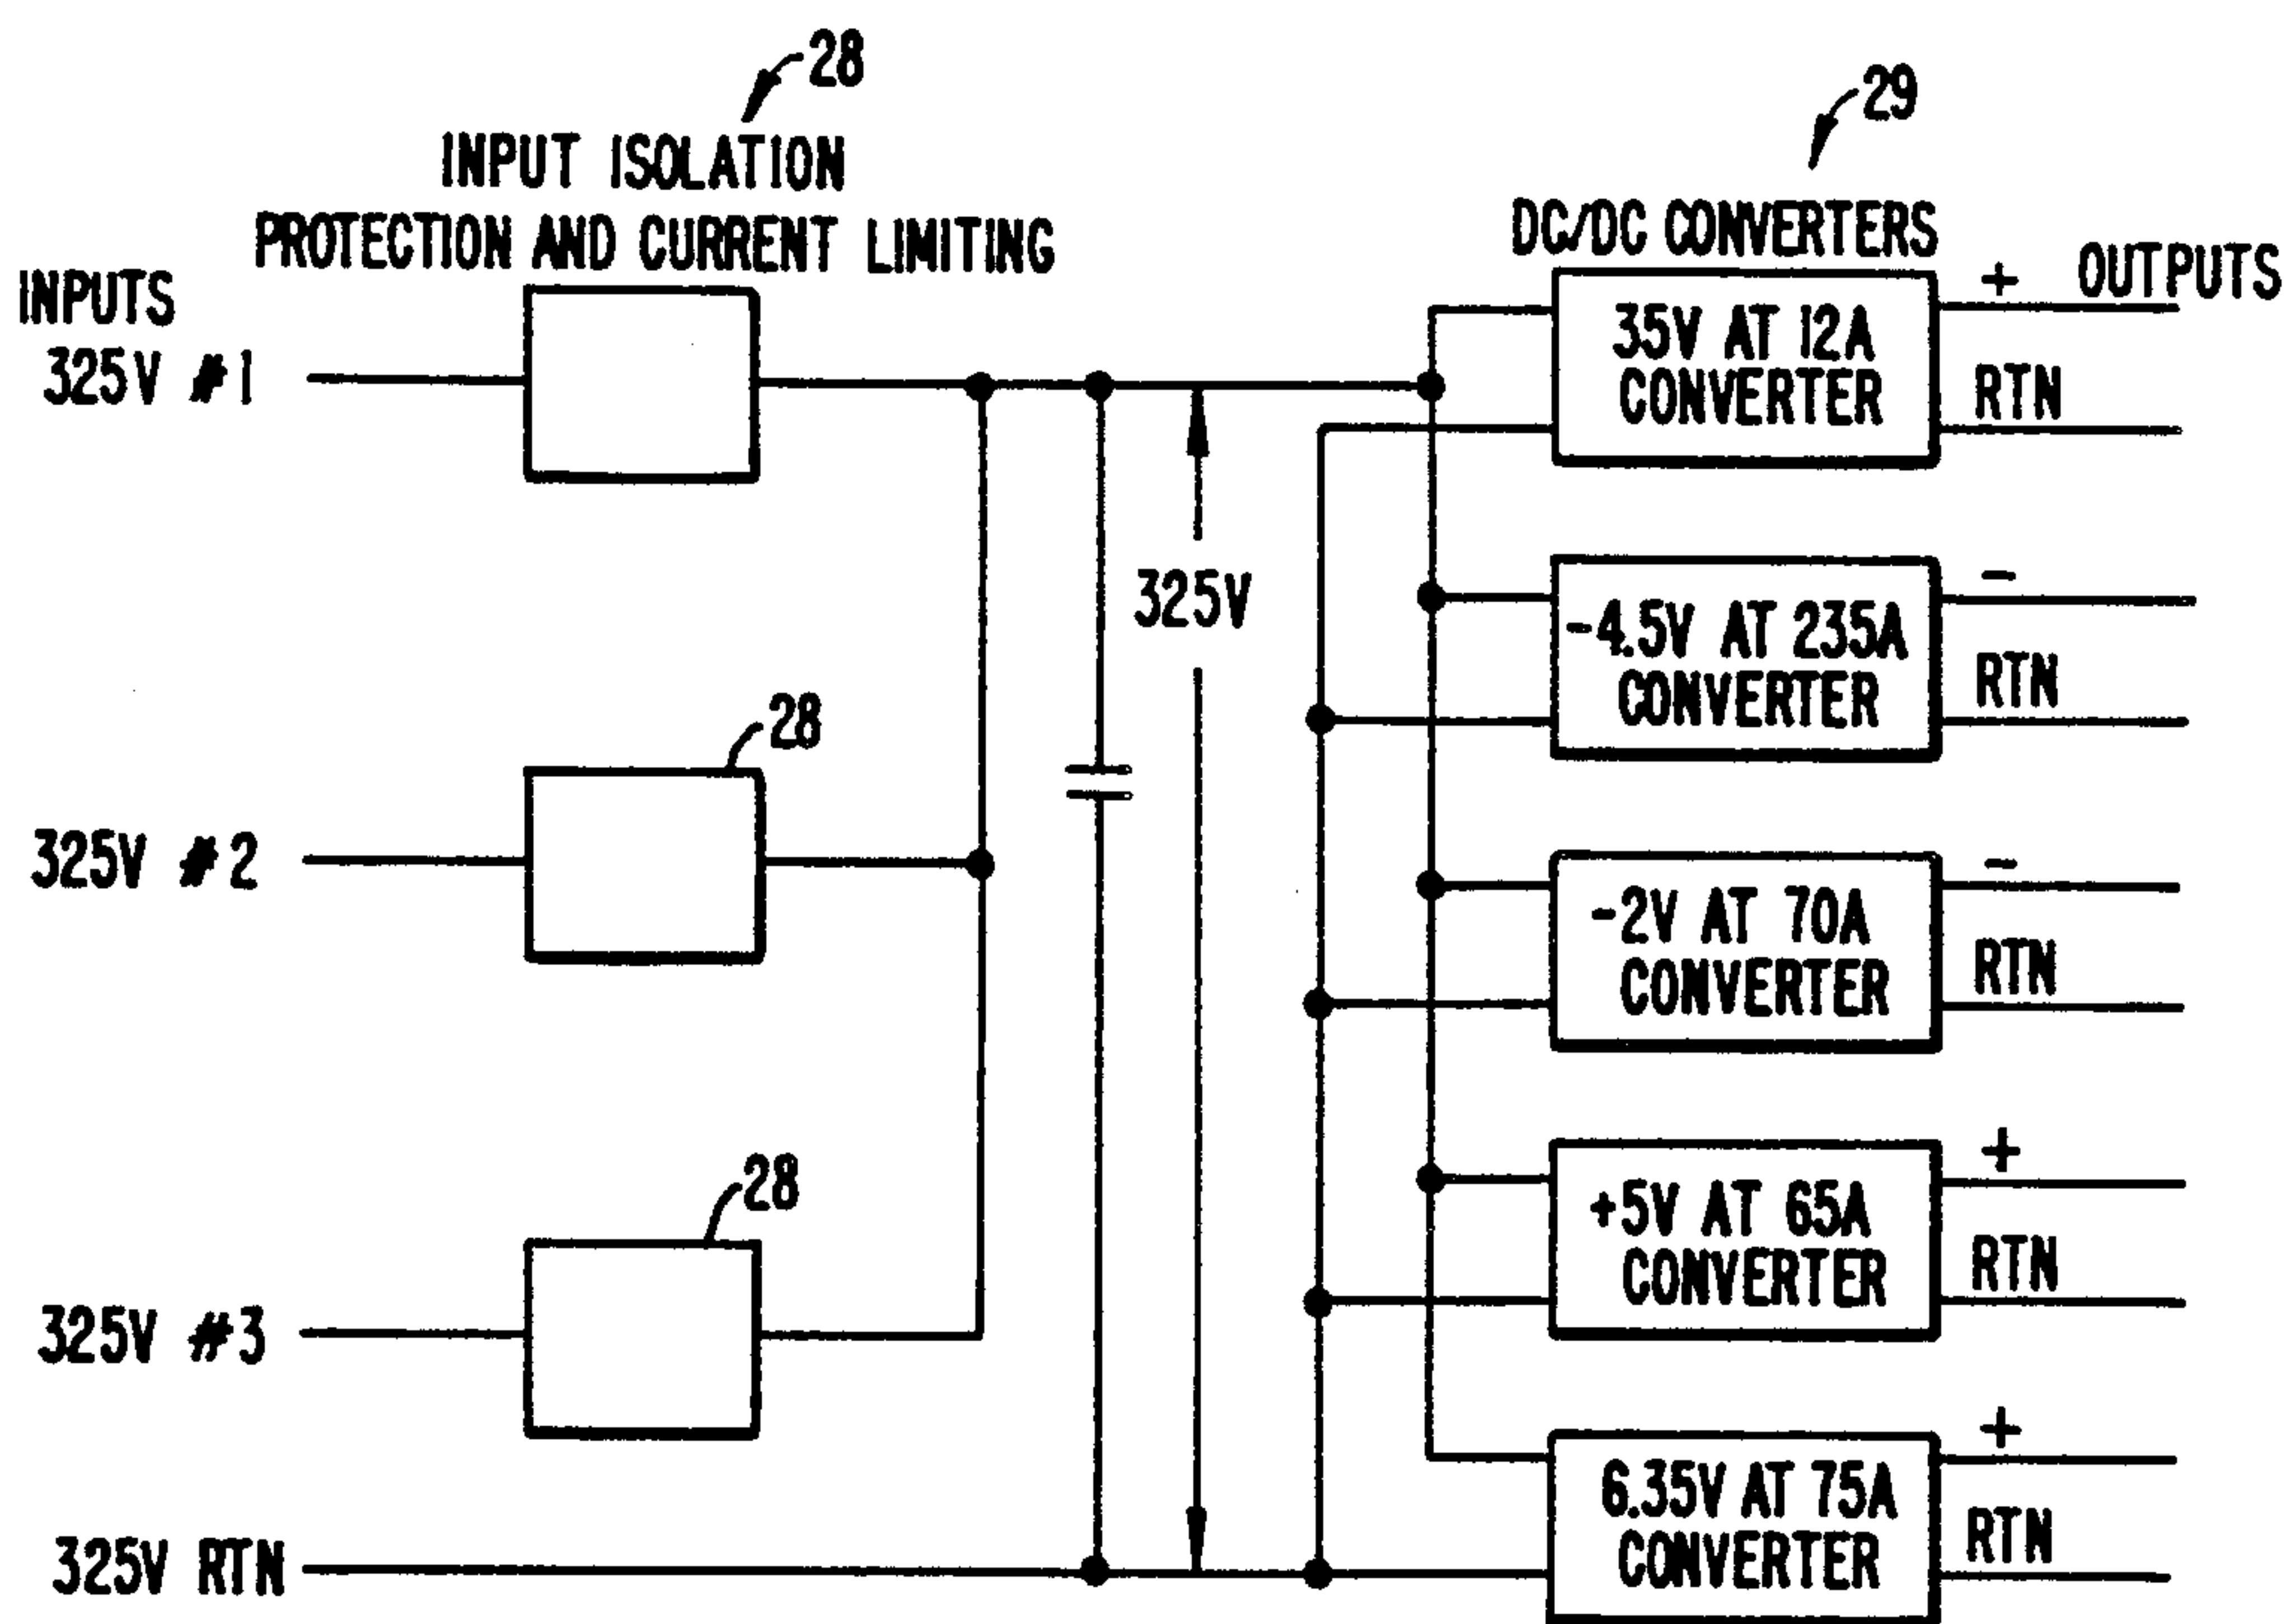 28
INPUT ISOLATION
PROTECTION AND CURRENT LIMITING
29
DC/DC CONVERTERS
INPUTS
OUTPUTS
325V #1
35V AT 12A
CONVERTER
+
RTN
325V
-4.5V AT 235A
CONVERTER
-
RTN
28
325V #2
-2V AT 70A
CONVERTER
-
RTN
28
325V #3
+5V AT 65A
CONVERTER
+
RTN
325V RTN
6.35V AT 75A
CONVERTER
+
RTN